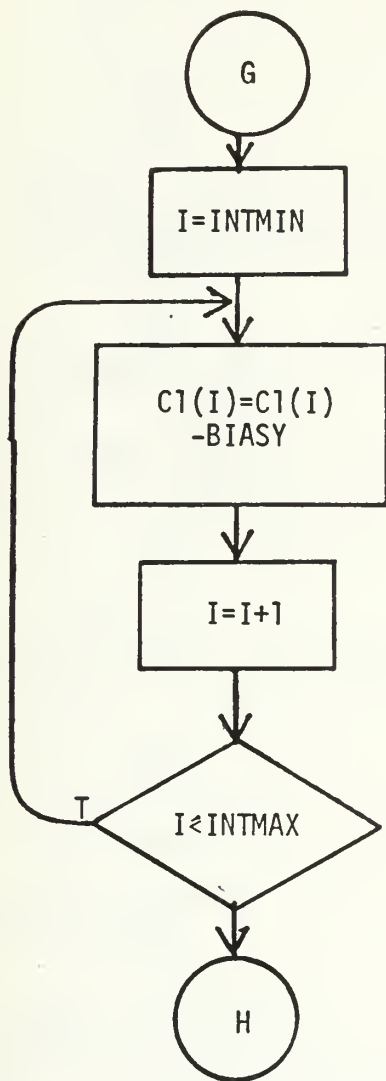 G
I=INTMIN
C1(I)=C1(I)
-BIASY
I=I+1
T
I≤INTMAX
H